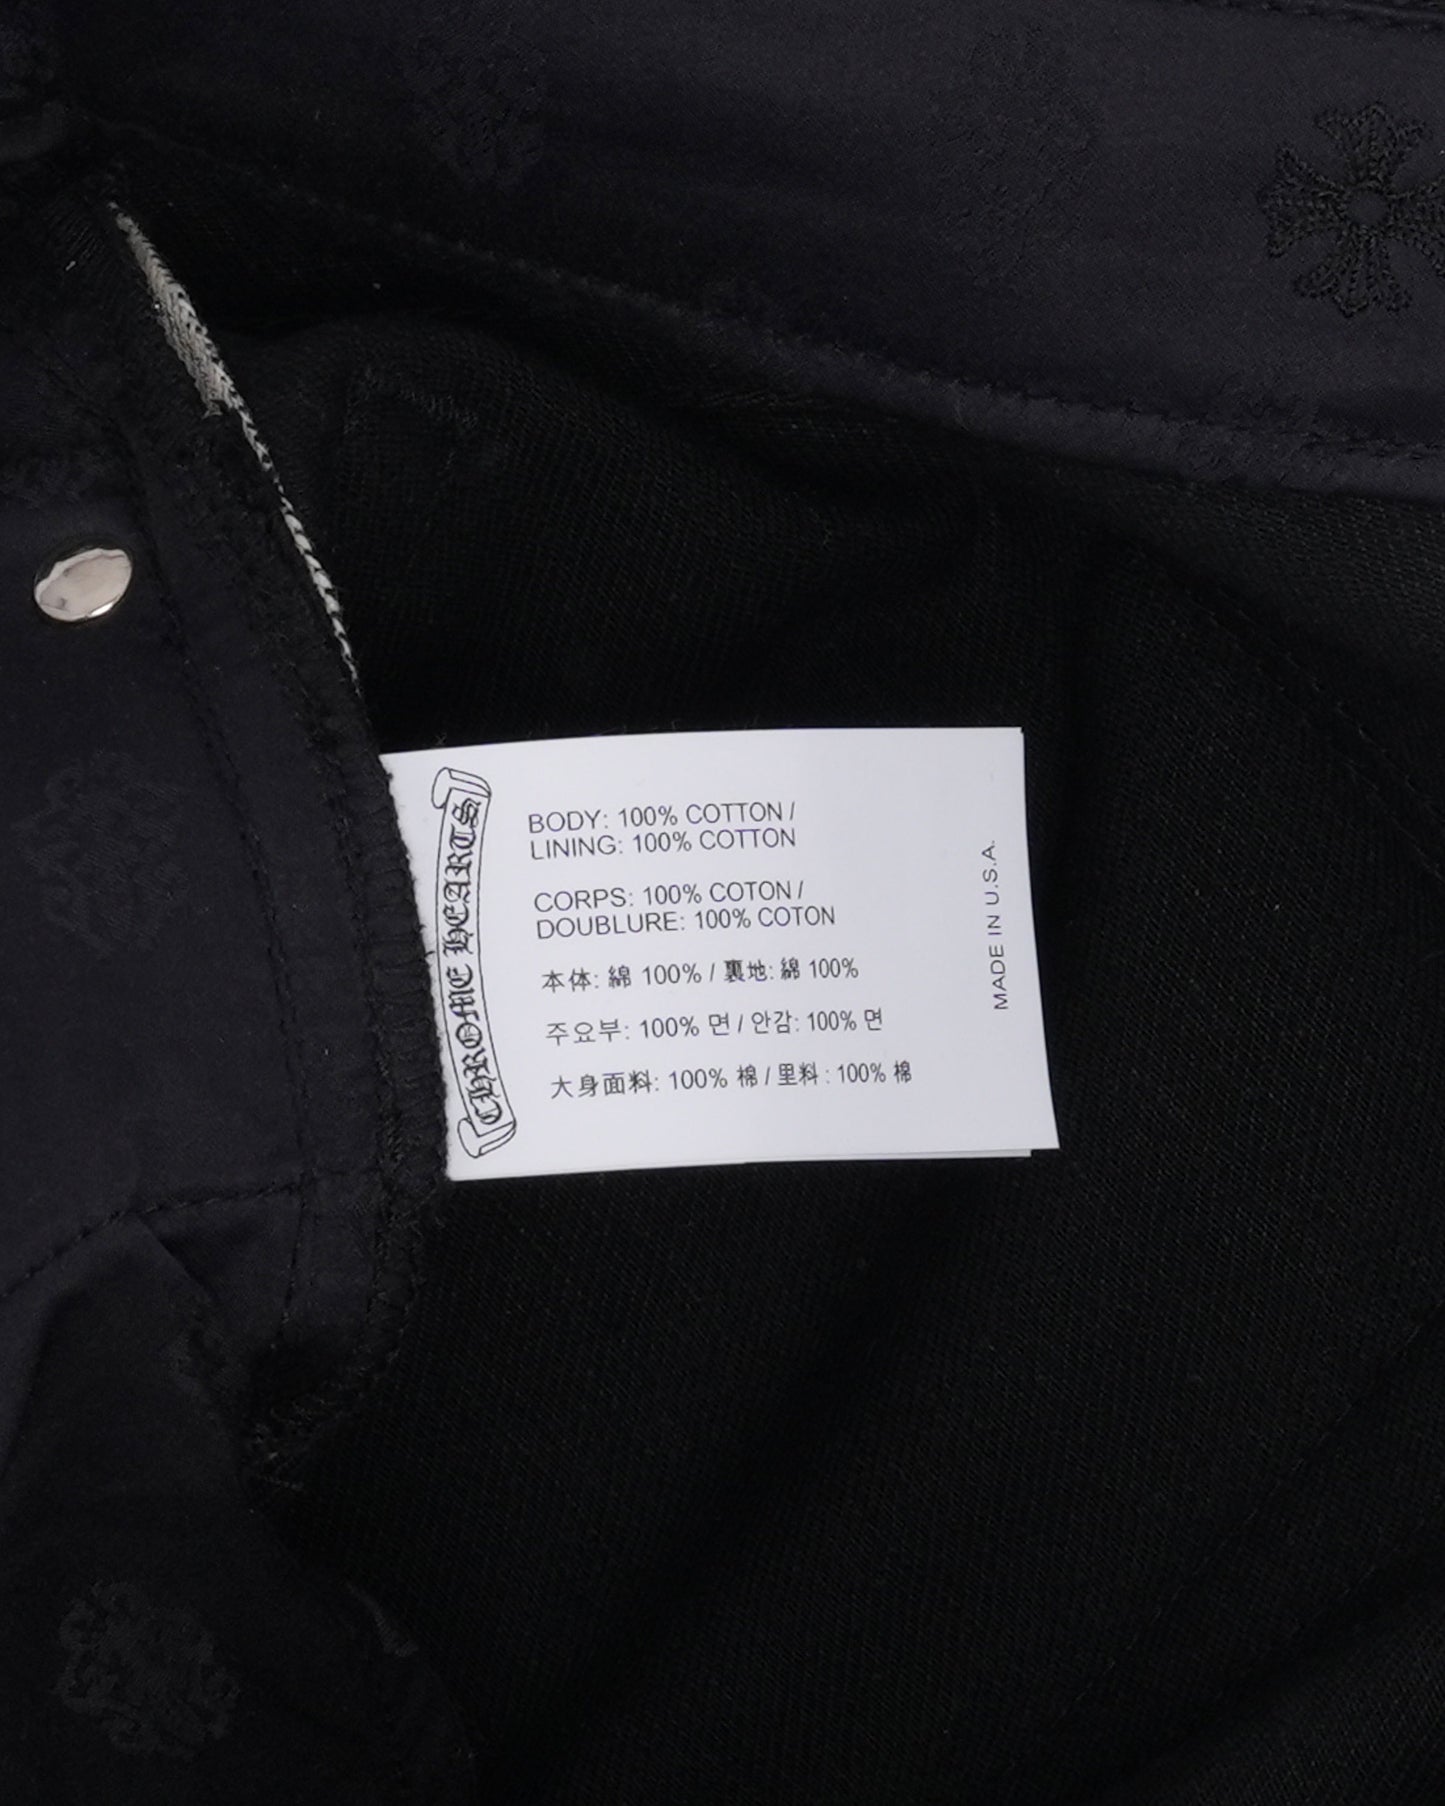 CHROME HEARTS
BODY: 100% COTTON /
LINING: 100% COTTON
CORPS: 100% COTON /
DOUBLURE: 100% COTON
本体: 綿 100% / 裏地: 綿 100%
주요부: 100% 면 / 안감: 100% 면
大身面料: 100% 棉 / 里料 : 100% 棉
MADE IN U.S.A.